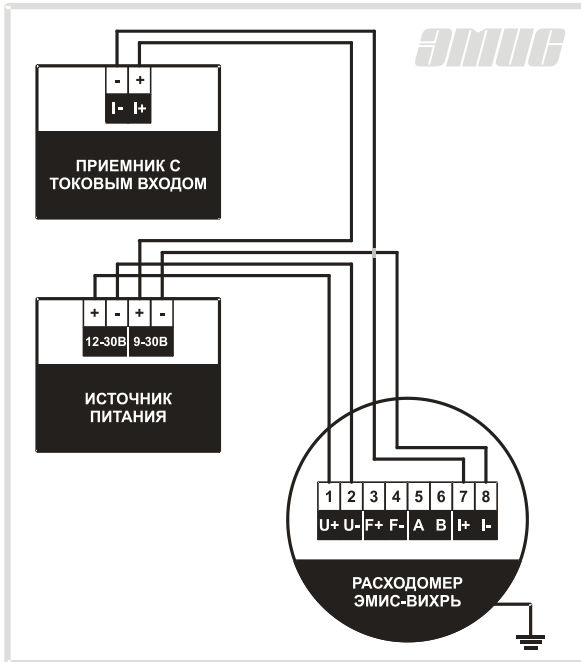 ЭМИС
- +
I- I+
ПРИЕМНИК С
ТОКОВЫМ ВХОДОМ
+ - + -
12-30В 9-30В
ИСТОЧНИК
ПИТАНИЯ
1 2 3 4 5 6 7 8
U+ U- F+ F- A B I+ I-
РАСХОДОМЕР
ЭМИС-ВИХРЬ